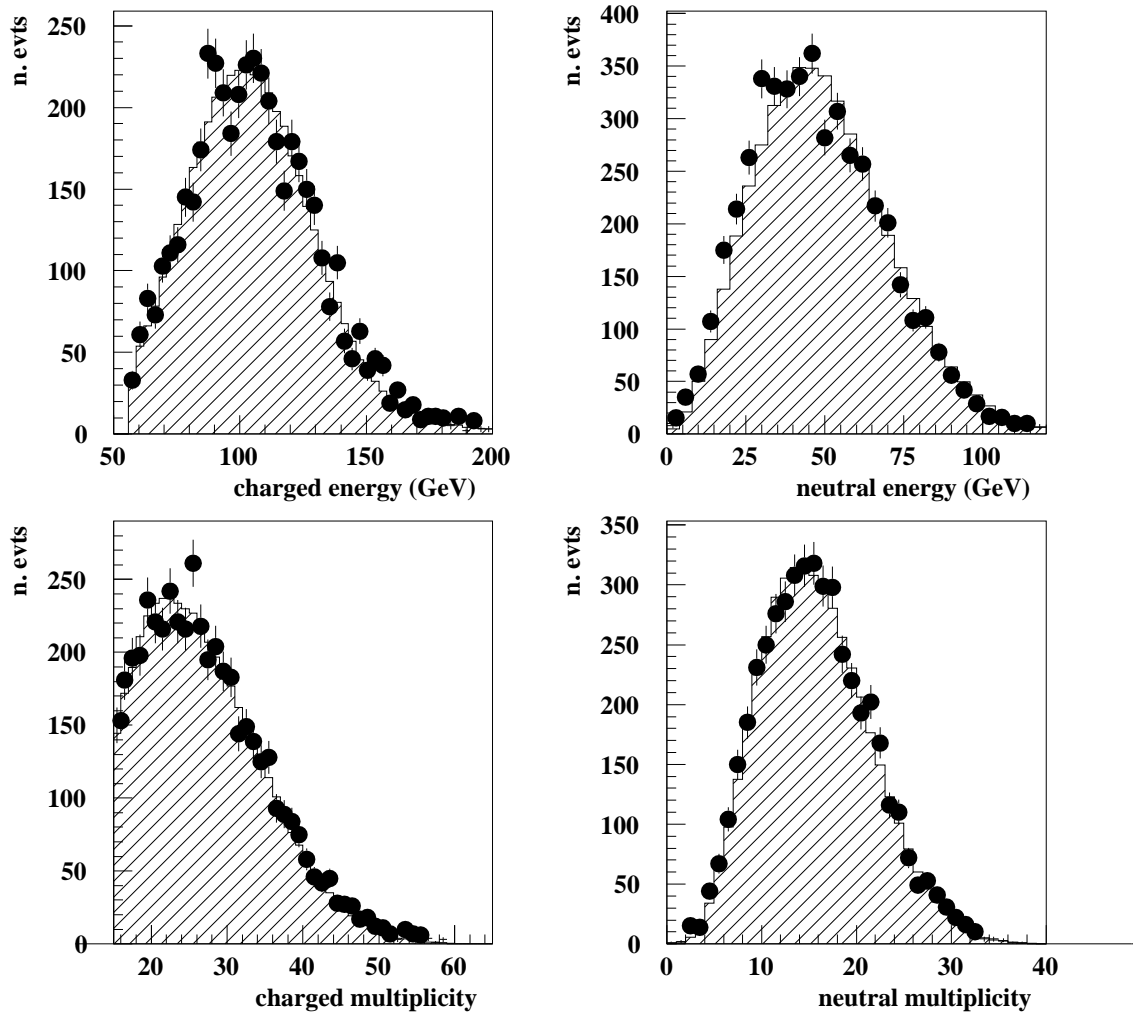 n. evts
250
200
150
100
50
0
50 100 150 200
charged energy (GeV)
n. evts
400
350
300
250
200
150
100
50
0
0 25 50 75 100
neutral energy (GeV)
n. evts
250
200
150
100
50
0
20 30 40 50 60
charged multiplicity
n. evts
350
300
250
200
150
100
50
0
0 10 20 30 40
neutral multiplicity